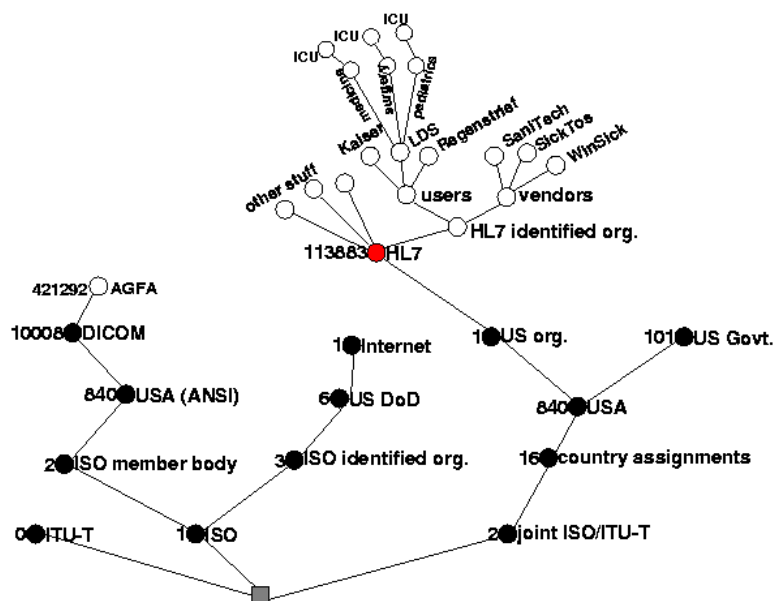 ICU
ICU
ICU
medicine
surgery
pediatrics
Kaiser
LDS
Regenstrief
SaniTech
SickTos
WinSick
other stuff
users
vendors
HL7 identified org.
113883 HL7
421292 AGFA
10008 DICOM
1 Internet
1 US org.
101 US Govt.
840 USA (ANSI)
6 US DoD
840 USA
2 ISO member body
3 ISO identified org.
16 country assignments
0 ITU-T
1 ISO
2 joint ISO/ITU-T